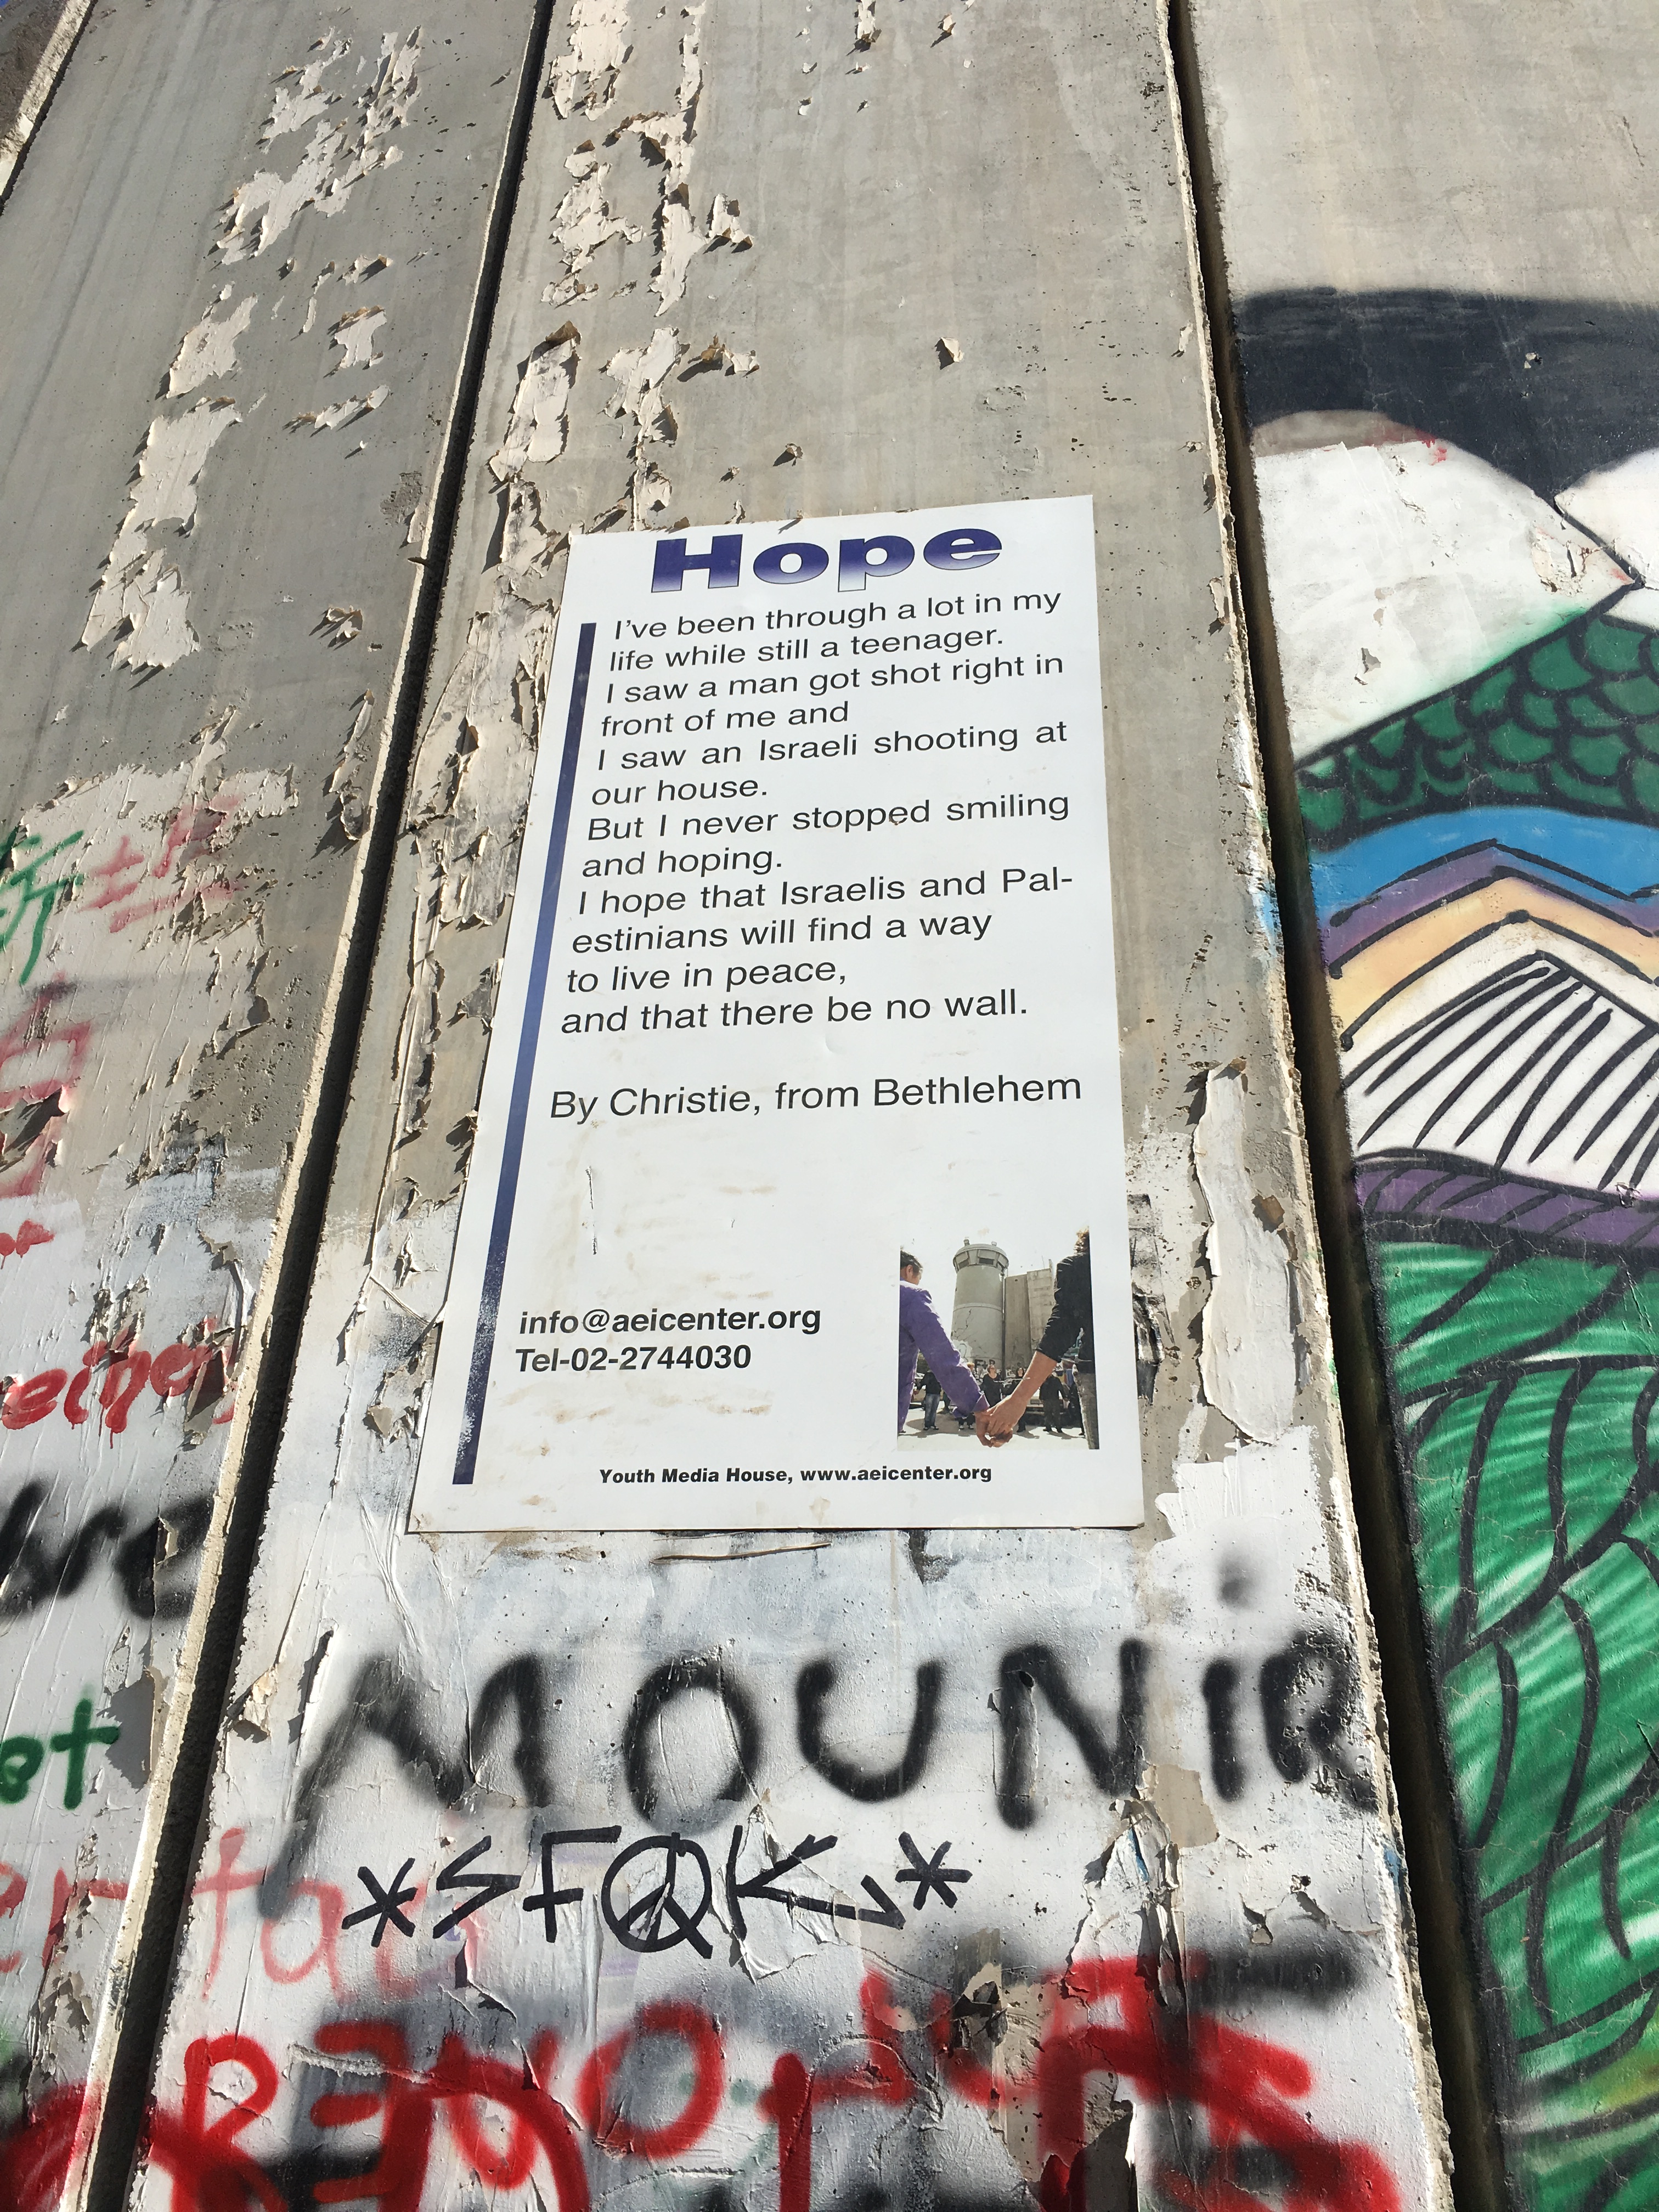 Hope
I've been through a lot in my
life while still a teenager.
I saw a man got shot right in
front of me and
I saw an Israeli shooting at
our house.
But I never stopped smiling
and hoping.
I hope that Israelis and Pal-
estinians will find a way
to live in peace,
and that there be no wall.
By Christie, from Bethlehem
info@aeicenter.org
Tel-02-2744030
Youth Media House, www.aeicenter.org
MOUNiR